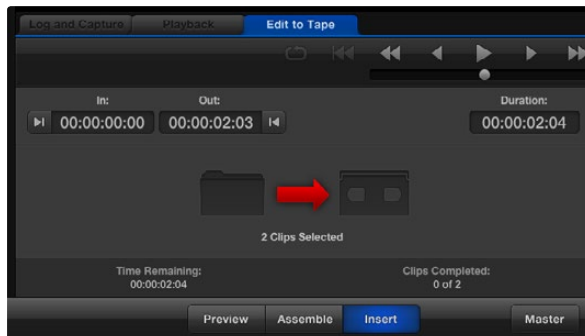 Log and Capture Playback Edit to Tape
In: Out: Duration:
00:00:00:00 00:00:02:03 00:00:02:04
2 Clips Selected
Time Remaining: Clips Completed:
00:00:02:04 0 of 2
Preview Assemble Insert Master